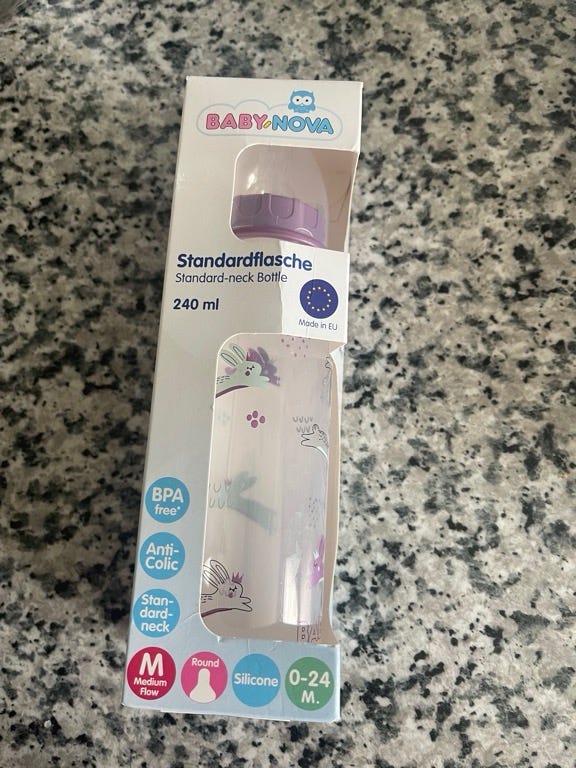 BABY NOVA
Standardflasche
Standard-neck Bottle
240 ml
Made in EU
BPA
free*
Anti-
Colic
Stan-
dard-
neck
M
Medium
Flow
Round
Silicone
0-24
M.